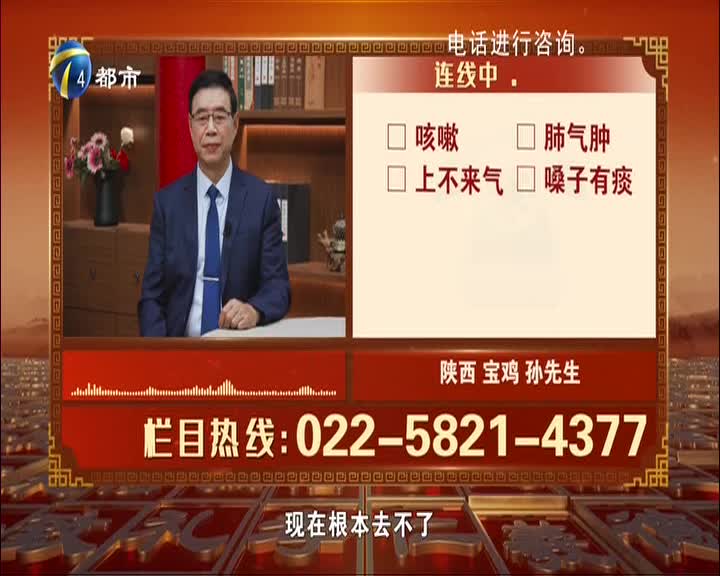 电话进行咨询。
4 都市
连线中 .
咳嗽 肺气肿
上不来气 嗓子有痰
陕西 宝鸡 孙先生
栏目热线:022-5821-4377
现在根本去不了